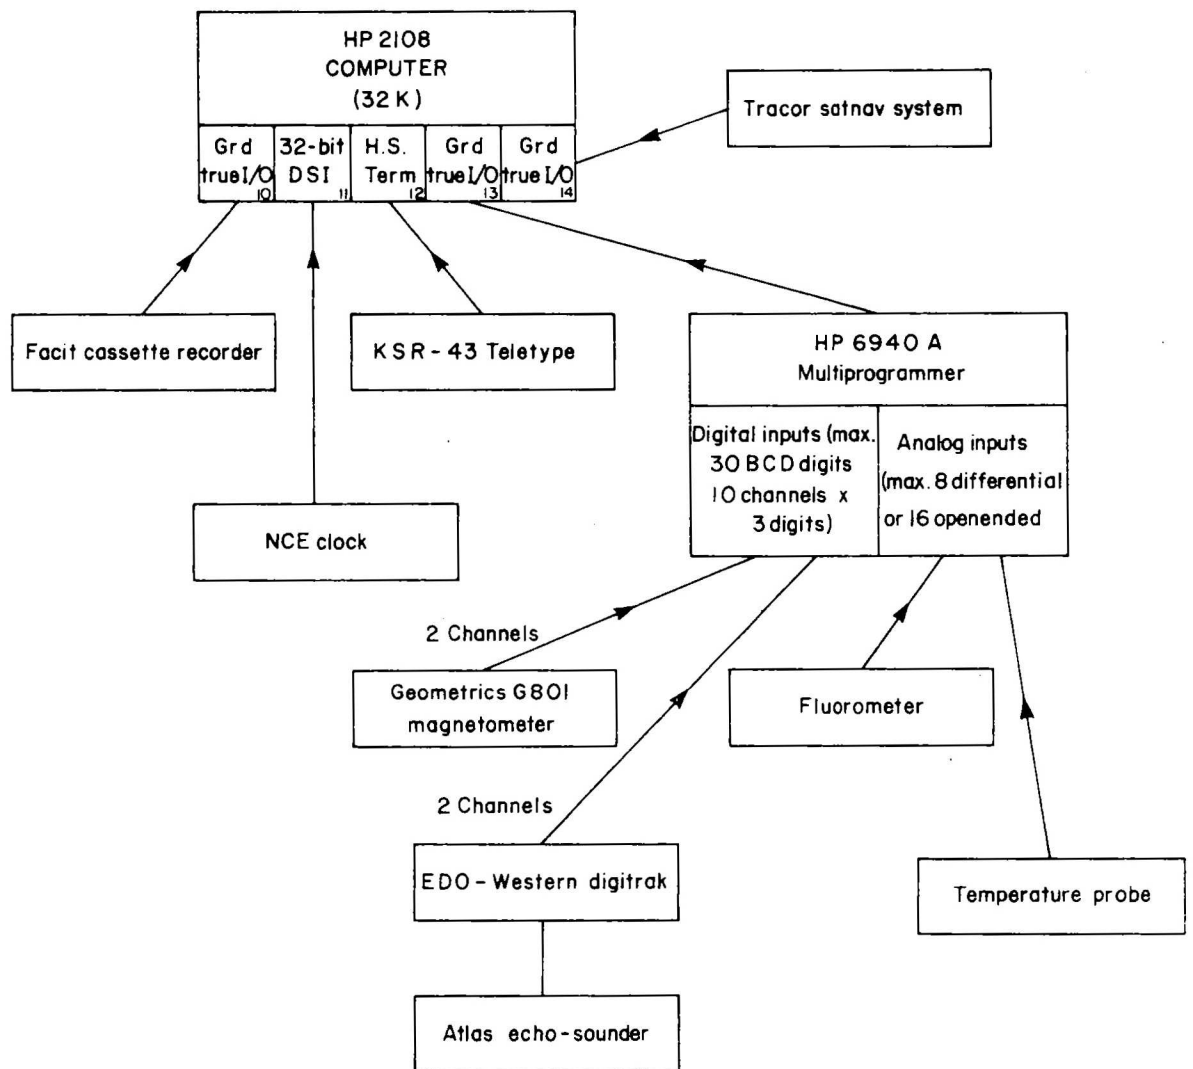 HP 2108
COMPUTER
(32 K)
Grd
true I/O
10
32-bit
DSI
11
H.S.
Term
12
Grd
true I/O
13
Grd
true I/O
14
Tracor satnav system
Facit cassette recorder
KSR-43 Teletype
HP 6940 A
Multiprogrammer
Digital inputs (max.
30 BCD digits
10 channels x
3 digits)
Analog inputs
(max. 8 differential
or 16 openended
NCE clock
2 Channels
Geometrics G801
magnetometer
Fluorometer
2 Channels
EDO-Western digitrak
Temperature probe
Atlas echo-sounder